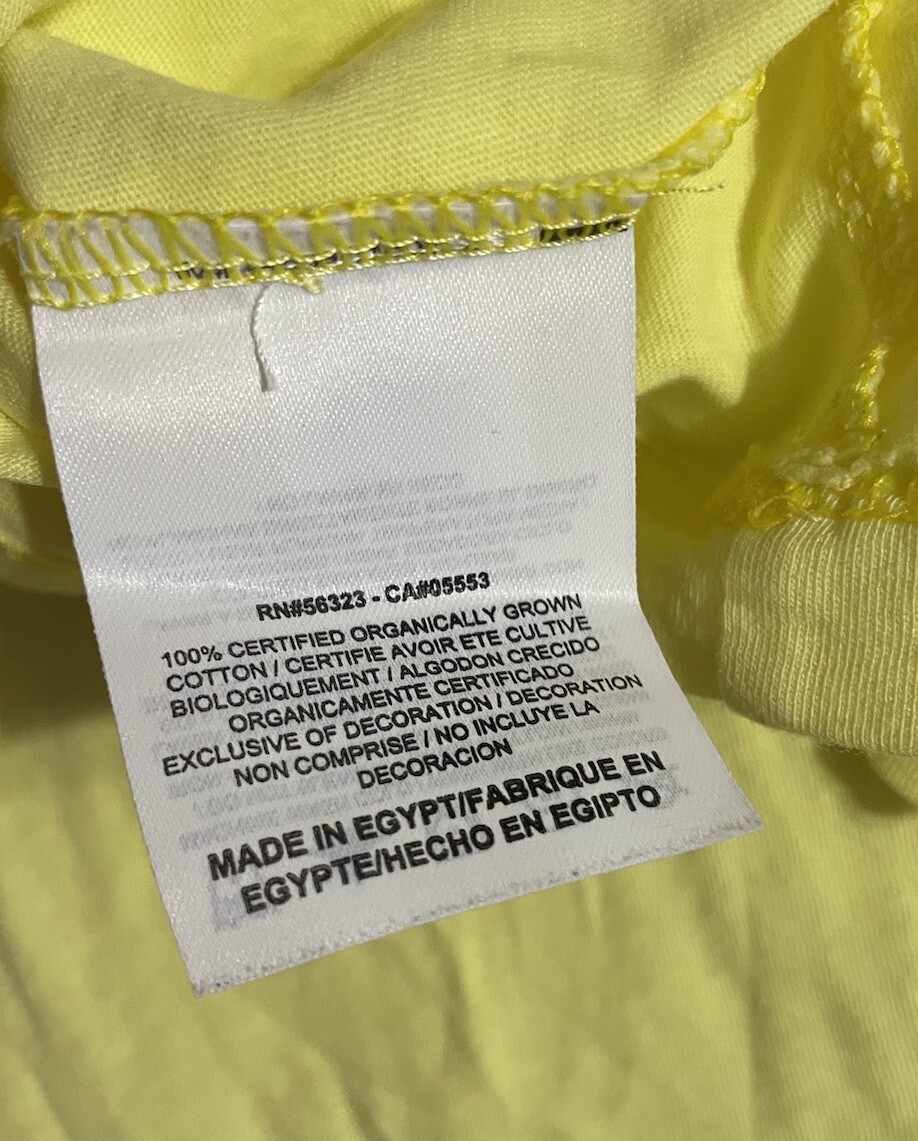 RN#56323 - CA#05553
100% CERTIFIED ORGANICALLY GROWN
COTTON / CERTIFIE AVOIR ETE CULTIVE
BIOLOGIQUEMENT / ALGODON CRECIDO
ORGANICAMENTE CERTIFICADO
EXCLUSIVE OF DECORATION / DECORATION
NON COMPRISE / NO INCLUYE LA
DECORACION
MADE IN EGYPT/FABRIQUE EN
EGYPTE/HECHO EN EGIPTO